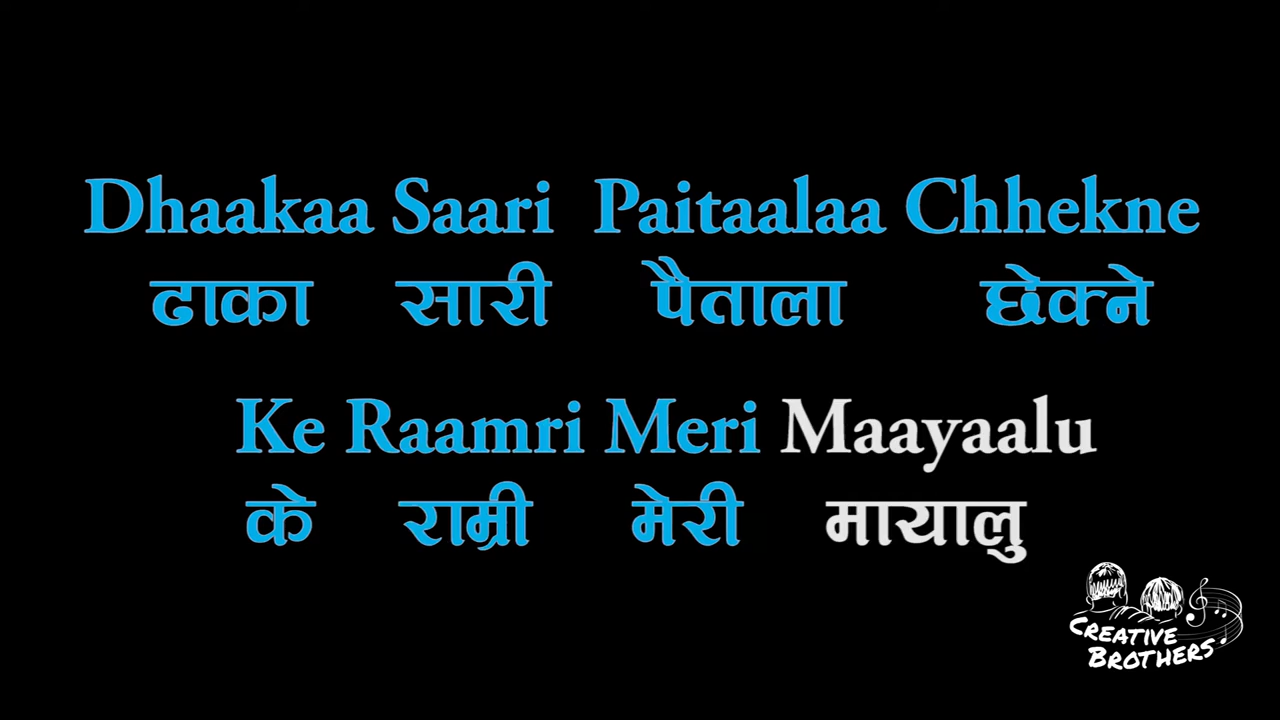 Dhaakaa Saari Paitaalaa Chhekne
ढाका सारी पैताला छेक्ने
Ke Raamri Meri Maayaalu
के राम्री मेरी मायालु
CREATIVE
BROTHERS